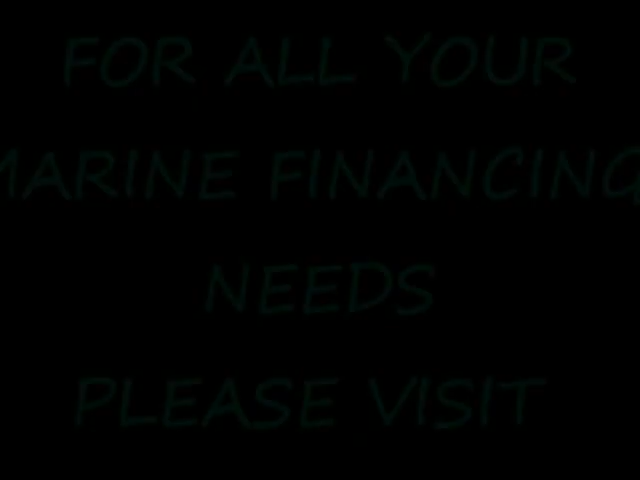 FOR ALL YOUR
MARINE FINANCING
NEEDS
PLEASE VISIT